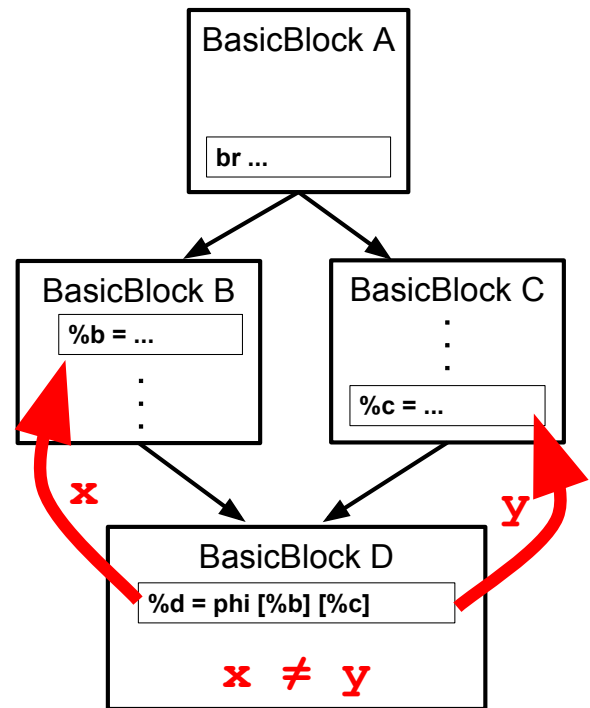 BasicBlock A
br ...
BasicBlock B
%b = ...
.
.
.
BasicBlock C
.
.
.
%c = ...
x
y
BasicBlock D
%d = phi [%b] [%c]
x ≠ y